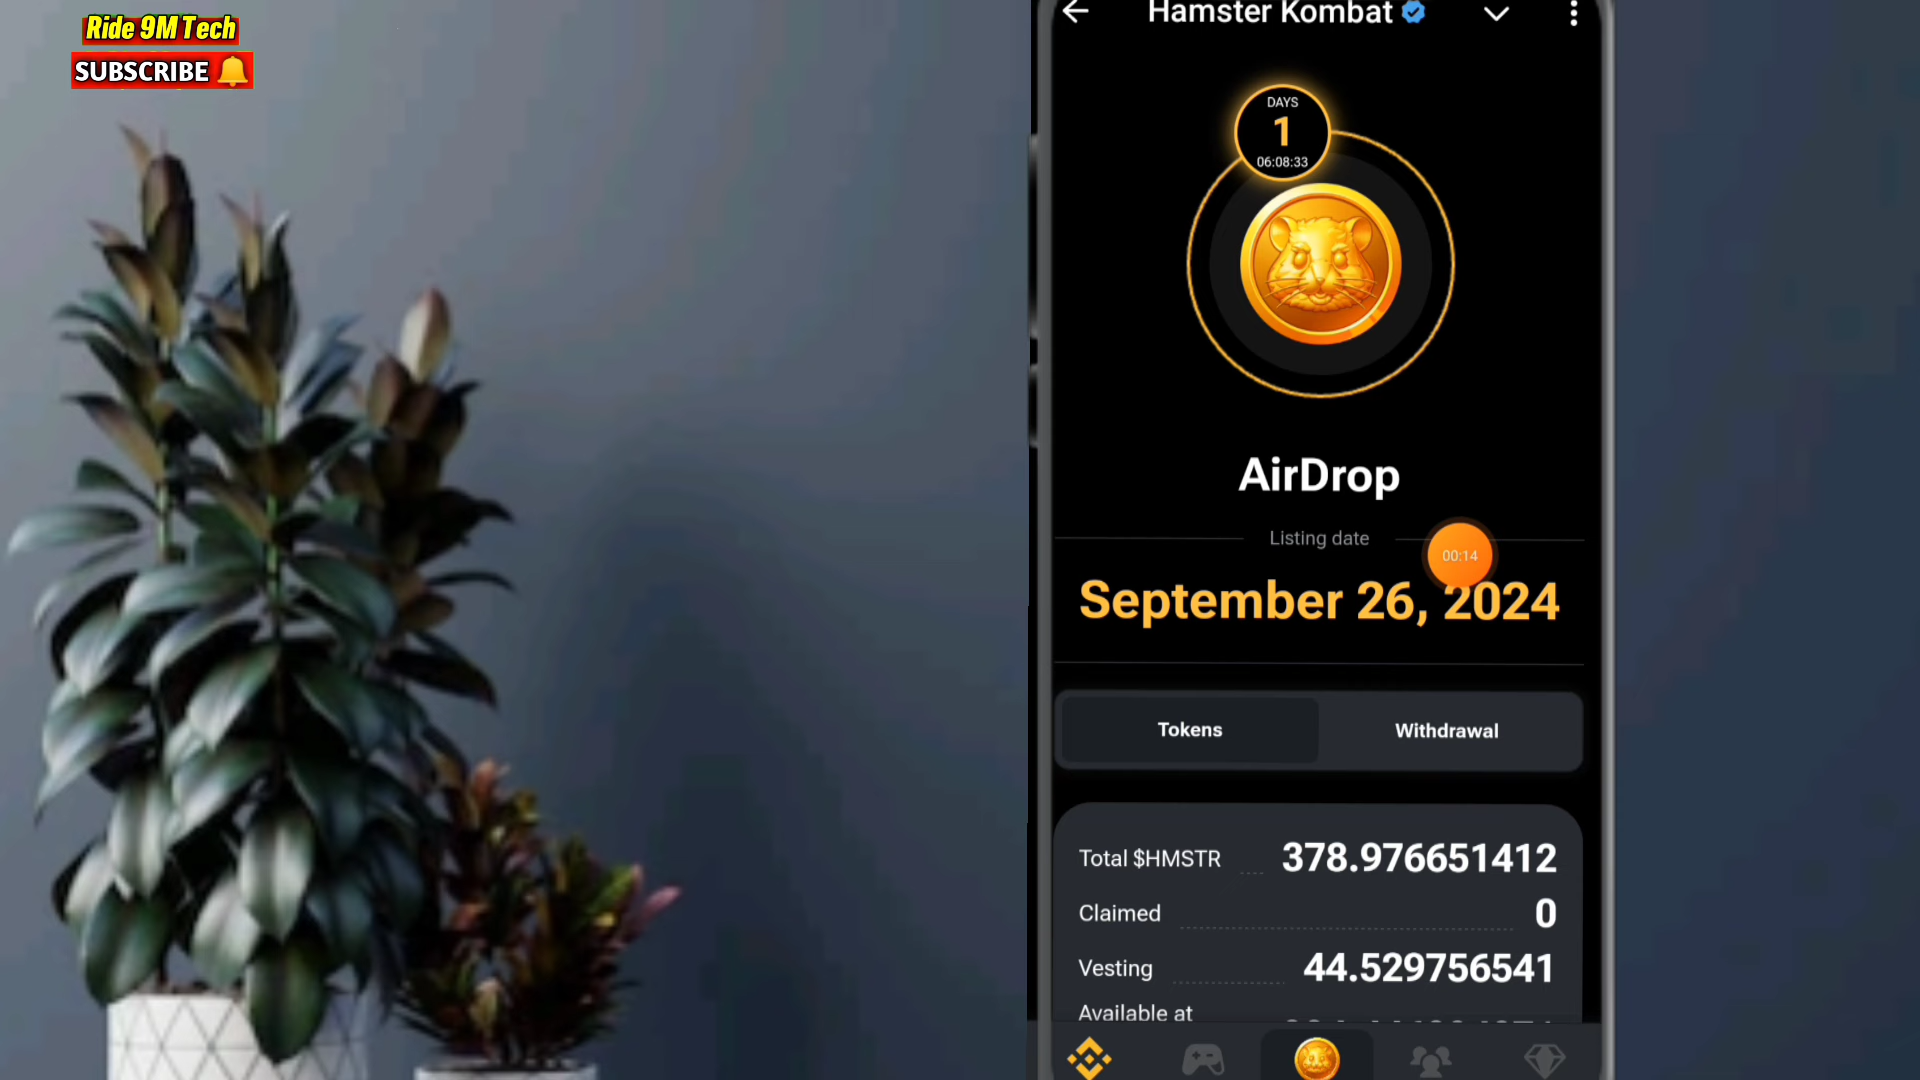 Ride 9M Tech
SUBSCRIBE
Hamster Kombat
DAYS
1
06:08:33
AirDrop
Listing date
00:14
September 26, 2024
Tokens
Withdrawal
Total $HMSTR 378.976651412
Claimed 0
Vesting 44.529756541
Available at